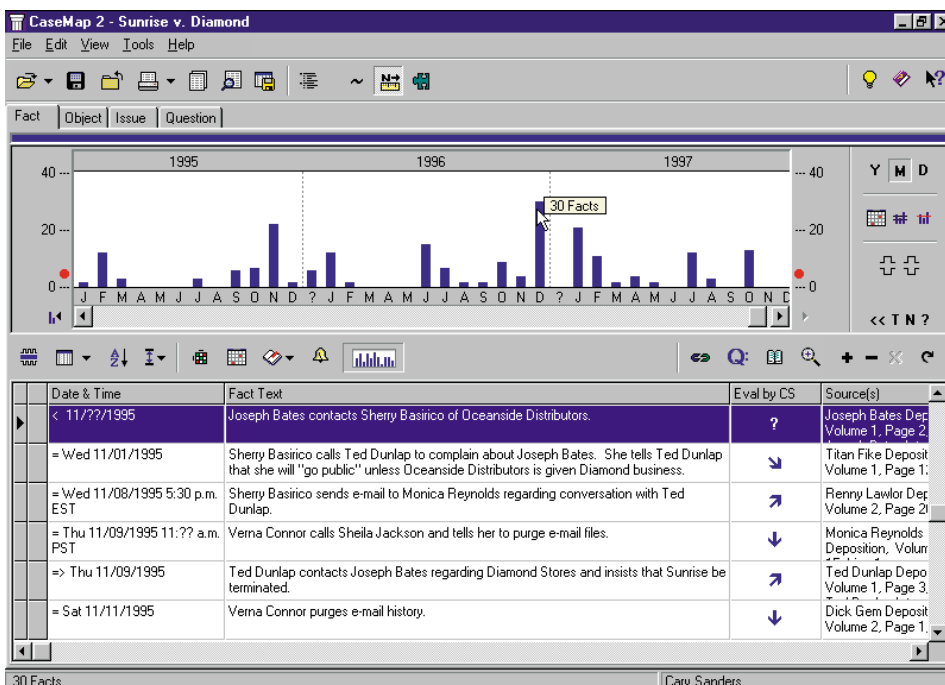 CaseMap 2 - Sunrise v. Diamond
File Edit View Tools Help
N
?
Fact Object Issue Question
1995 1996 1997
40 --- --- 40 Y M D
30 Facts
20 --- --- 20
0 --- --- 0
J F M A M J J A S O N D ? J F M A M J J A S O N D ? J F M A M J J A S O N D
<< T N ?
A Z Q:
Date & Time Fact Text Eval by CS Source(s)
< 11/??/1995 Joseph Bates contacts Sherry Basirico of Oceanside Distributors. ? Joseph Bates Dep
Volume 1, Page 2,
= Wed 11/01/1995 Sherry Basirico calls Ted Dunlap to complain about Joseph Bates. She tells Ted Dunlap Titan Fike Deposit
that she will "go public" unless Oceanside Distributors is given Diamond business. Volume 1, Page 1
= Wed 11/08/1995 5:30 p.m. Sherry Basirico sends e-mail to Monica Reynolds regarding conversation with Ted Renny Lawlor Dep
EST Dunlap. Volume 2, Page 2
= Thu 11/09/1995 11:?? a.m. Verna Connor calls Sheila Jackson and tells her to purge e-mail files. Monica Reynolds
PST Deposition, Volum
=> Thu 11/09/1995 Ted Dunlap contacts Joseph Bates regarding Diamond Stores and insists that Sunrise be Ted Dunlap Depo
terminated. Volume 1, Page 3,
= Sat 11/11/1995 Verna Connor purges e-mail history. Dick Gem Deposit
Volume 2, Page 1,
30 Facts Cary Sanders